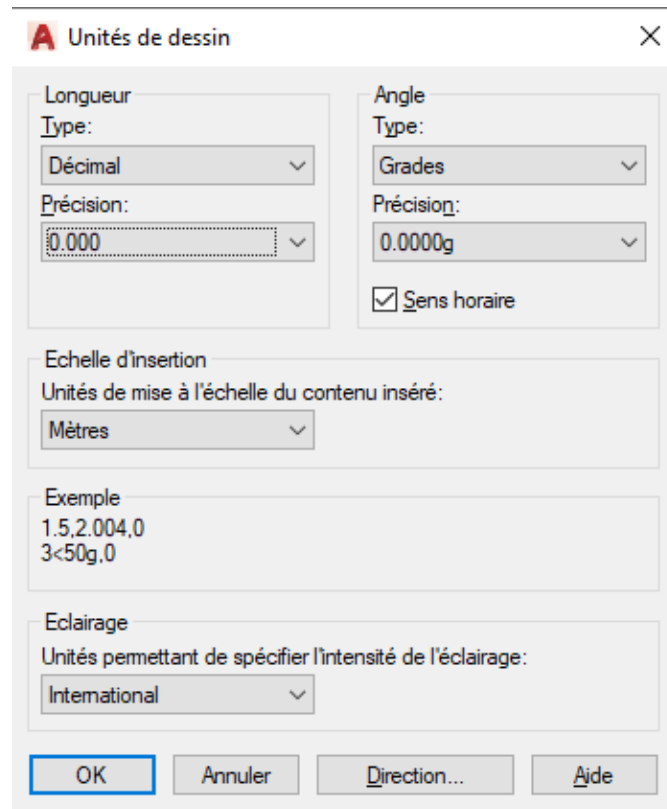 Unités de dessin
Longueur
Type:
Décimal
Précision:
0.000
Angle
Type:
Grades
Précision:
0.0000g
Sens horaire
Echelle d'insertion
Unités de mise à l'échelle du contenu inséré:
Mètres
Exemple
1.5,2.004,0
3<50g,0
Eclairage
Unités permettant de spécifier l'intensité de l'éclairage:
International
OK
Annuler
Direction...
Aide